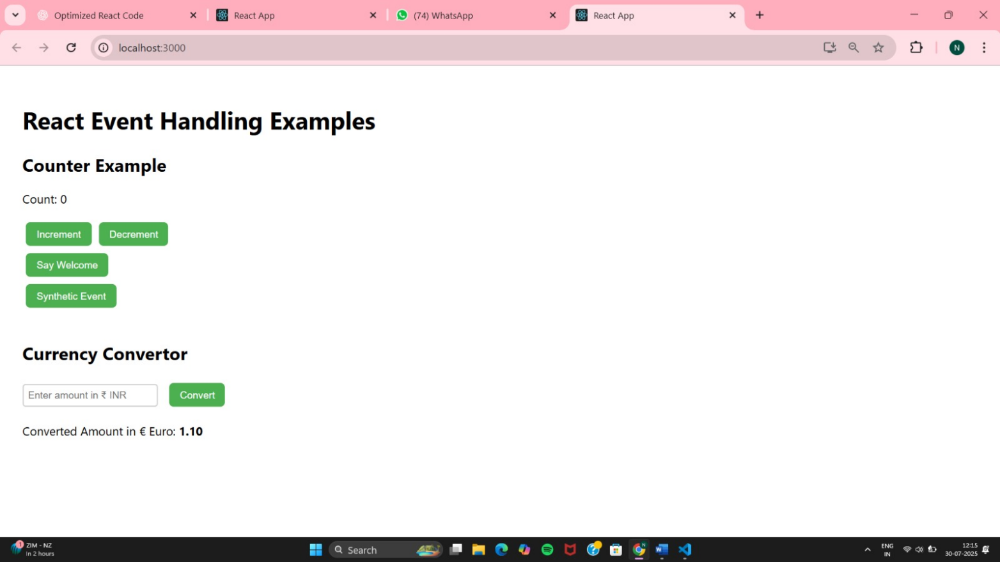 Optimized React Code
React App
(74) WhatsApp
React App
localhost:3000
N
React Event Handling Examples
Counter Example
Count: 0
Increment
Decrement
Say Welcome
Synthetic Event
Currency Convertor
Enter amount in ₹ INR
Convert
Converted Amount in € Euro: 1.10
1
ZIM - NZ
In 2 hours
Search
ENG
IN
12:15
30-07-2025